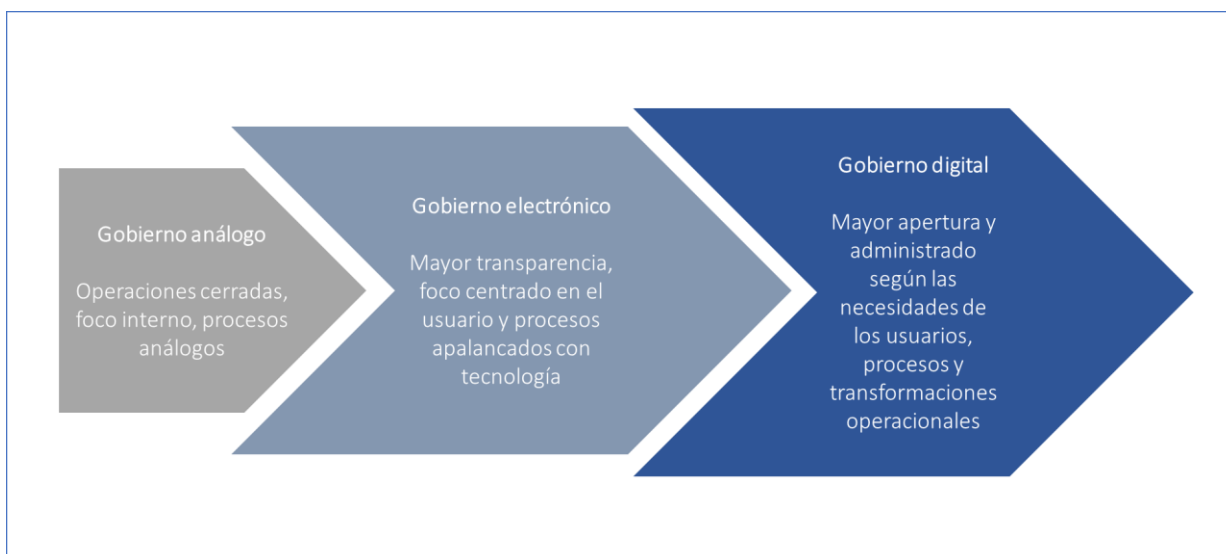 Gobierno análogo
Operaciones cerradas,
foco interno, procesos
análogos
Gobierno electrónico
Mayor transparencia,
foco centrado en el
usuario y procesos
apalancados con
tecnología
Gobierno digital
Mayor apertura y
administrado
según las
necesidades de
los usuarios,
procesos y
transformaciones
operacionales